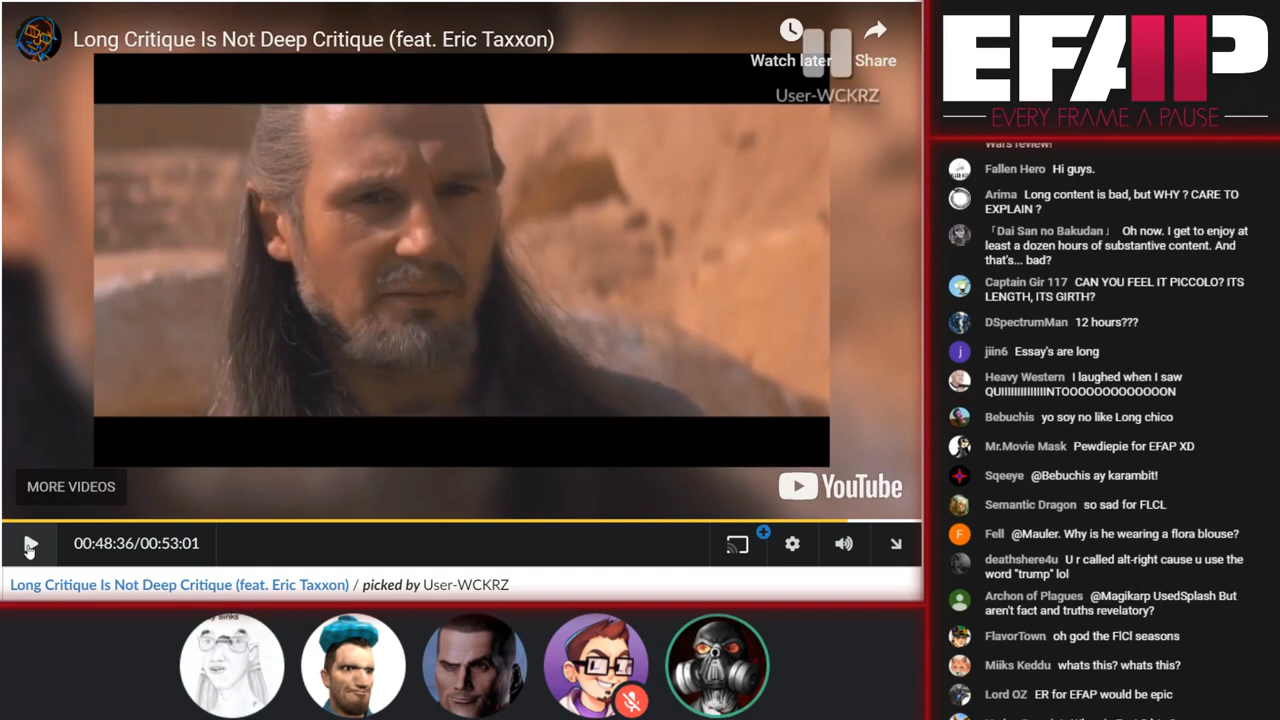 Long Critique Is Not Deep Critique (feat. Eric Taxxon)
Watch later
Share
User-WCKRZ
MORE VIDEOS
YouTube
00:48:36/00:53:01
Long Critique Is Not Deep Critique (feat. Eric Taxxon) / picked by User-WCKRZ
EFAP
EVERY FRAME A PAUSE
Wars review!
Fallen Hero Hi guys.
Arima Long content is bad, but WHY ? CARE TO
EXPLAIN ?
「Dai San no Bakudan」 Oh now. I get to enjoy at
least a dozen hours of substantive content. And
that's... bad?
Captain Gir 117 CAN YOU FEEL IT PICCOLO? ITS
LENGTH, ITS GIRTH?
DSpectrumMan 12 hours???
j
jiin6 Essay's are long
Heavy Western I laughed when I saw
QUIIIIIIIIIIIIIINTOOOOOOOOOOOOON
Bebuchis yo soy no like Long chico
Mr.Movie Mask Pewdiepie for EFAP XD
Sqeeye @Bebuchis ay karambit!
Semantic Dragon so sad for FLCL
F
Fell @Mauler. Why is he wearing a flora blouse?
deathshere4u U r called alt-right cause u use the
word "trump" lol
Archon of Plagues @Magikarp UsedSplash But
aren't fact and truths revelatory?
FlavorTown oh god the FlCl seasons
Miiks Keddu whats this? whats this?
Lord OZ ER for EFAP would be epic